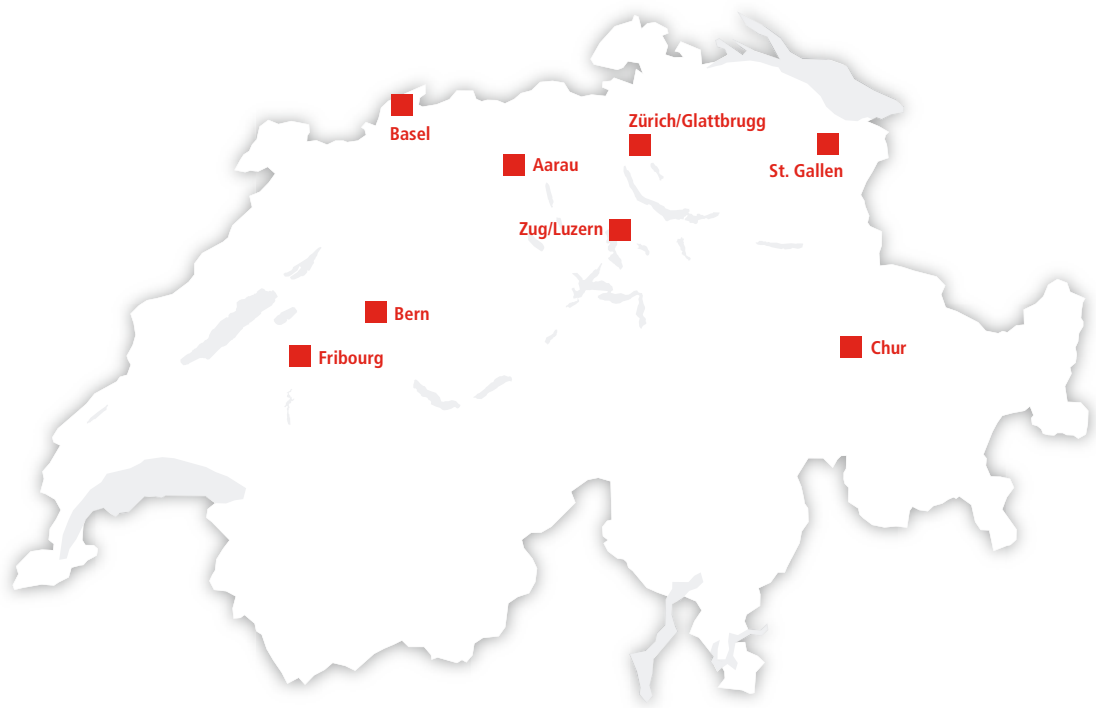 Zürich/Glattbrugg
Basel
Aarau
St. Gallen
Zug/Luzern
Bern
Fribourg
Chur